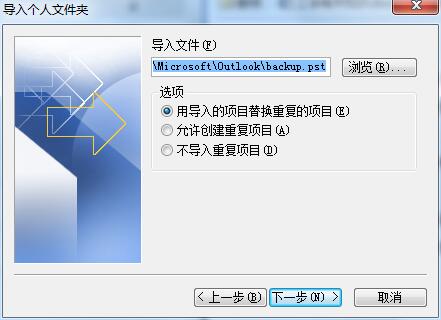 导入个人文件夹
导入文件(F)
\Microsoft\Outlook\backup.pst
浏览(R)...
选项
用导入的项目替换重复的项目(E)
允许创建重复项目(A)
不导入重复项目(D)
< 上一步(B)
下一步(N) >
取消